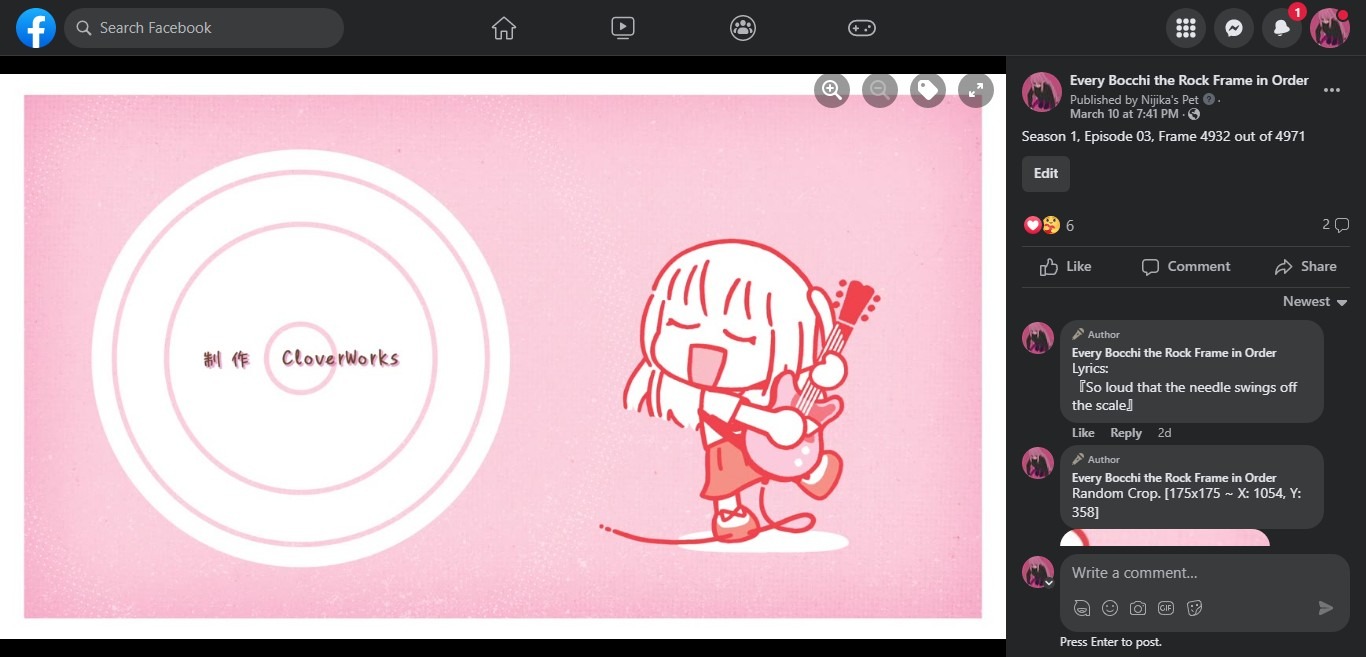 Search Facebook
1
制作 CloverWorks
Every Bocchi the Rock Frame in Order
Published by Nijika's Pet ·
March 10 at 7:41 PM ·
Season 1, Episode 03, Frame 4932 out of 4971
Edit
6
2
Like Comment Share
Newest
Author
Every Bocchi the Rock Frame in Order
Lyrics:
『So loud that the needle swings off
the scale』
Like Reply 2d
Author
Every Bocchi the Rock Frame in Order
Random Crop. [175x175 ~ X: 1054, Y:
358]
Write a comment...
GIF
Press Enter to post.